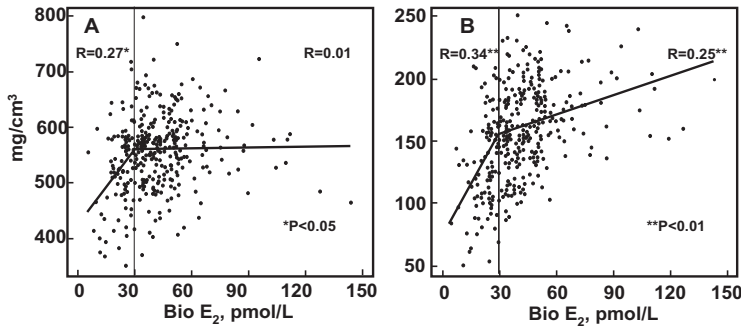 A
B
R=0.27*
R=0.01
R=0.34**
R=0.25**
mg/cm³
800
700
600
500
400
250
200
150
100
50
*P<0.05
**P<0.01
0 30 60 90 120 150
0 30 60 90 120 150
Bio E₂, pmol/L
Bio E₂, pmol/L